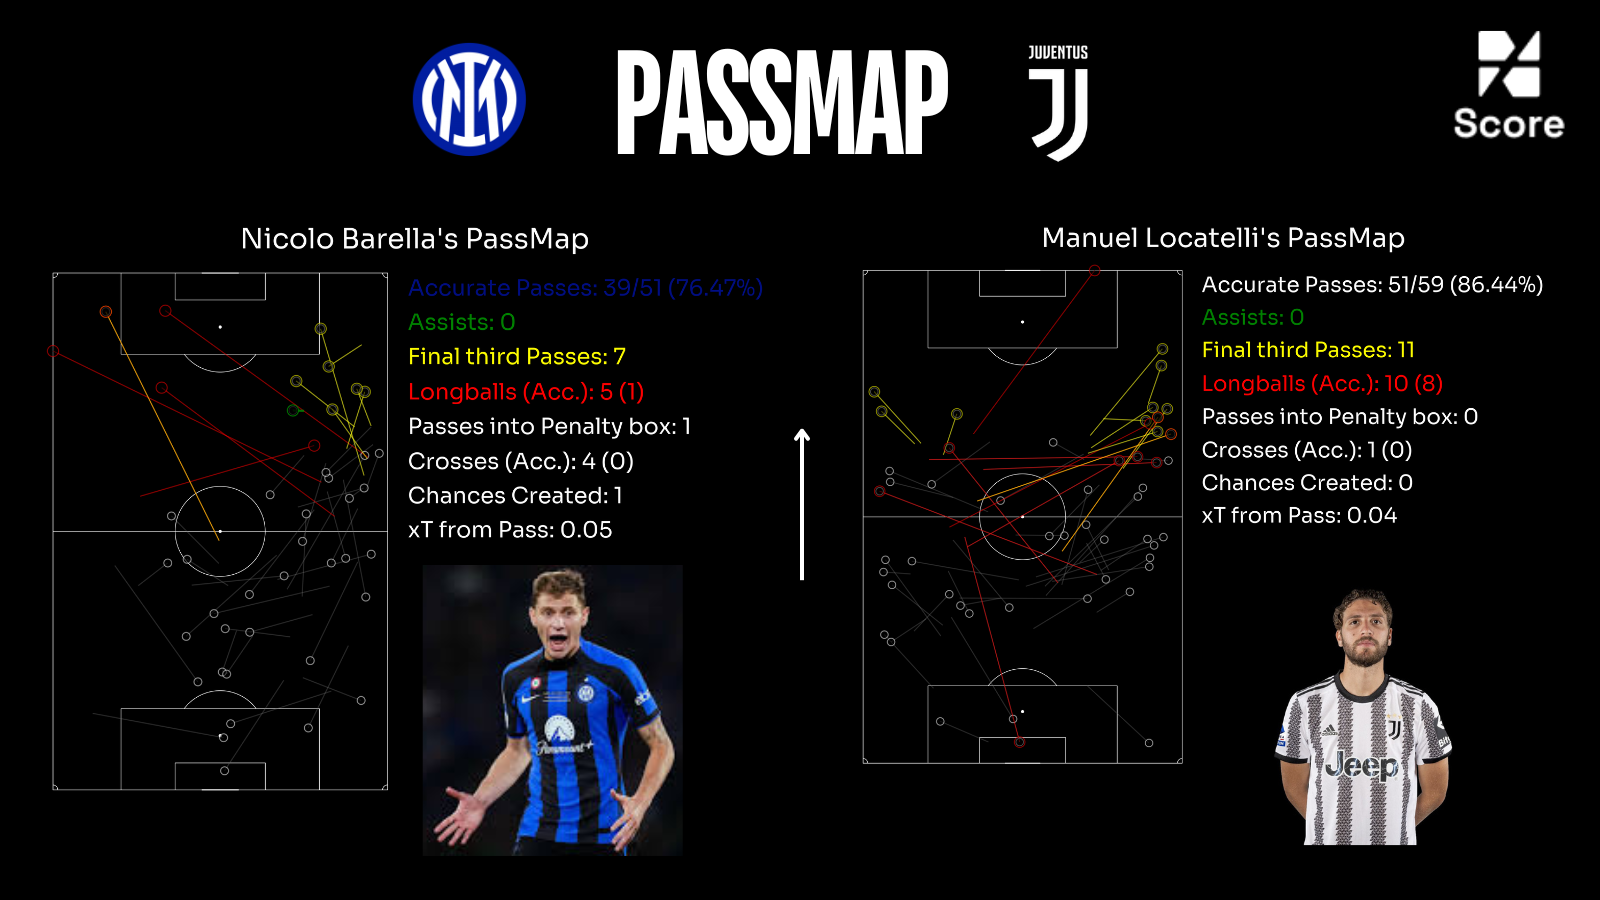 JUVENTUS
PASSMAP
Score
Nicolo Barella's PassMap
Accurate Passes: 39/51 (76.47%)
Assists: 0
Final third Passes: 7
Longballs (Acc.): 5 (1)
Passes into Penalty box: 1
Crosses (Acc.): 4 (0)
Chances Created: 1
xT from Pass: 0.05
Paramount+
Manuel Locatelli's PassMap
Accurate Passes: 51/59 (86.44%)
Assists: 0
Final third Passes: 11
Longballs (Acc.): 10 (8)
Passes into Penalty box: 0
Crosses (Acc.): 1 (0)
Chances Created: 0
xT from Pass: 0.04
Jeep